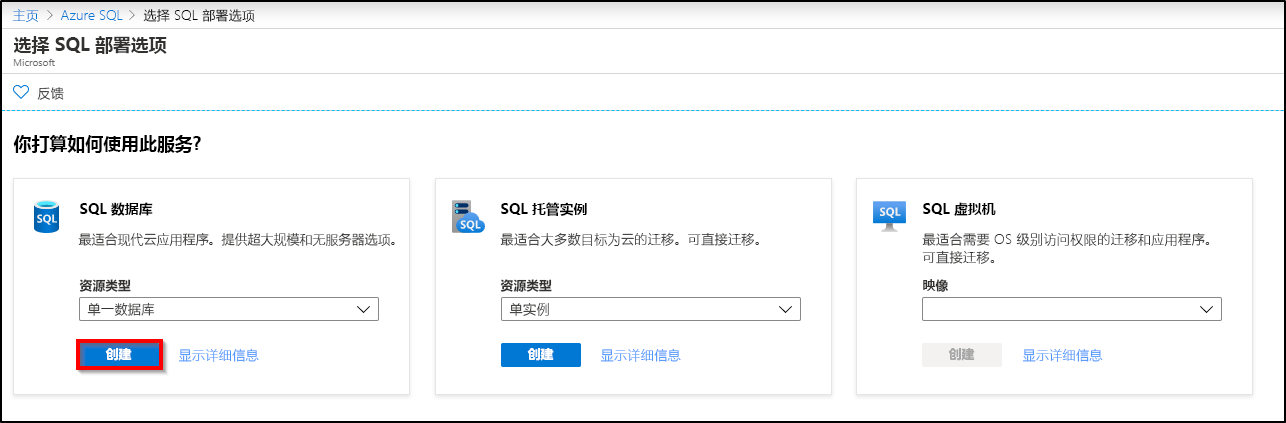 主页 > Azure SQL > 选择 SQL 部署选项
选择 SQL 部署选项
Microsoft
反馈
你打算如何使用此服务?
SQL
SQL 数据库
最适合现代云应用程序。提供超大规模和无服务器选项。
资源类型
单一数据库
创建 显示详细信息
SQL
SQL 托管实例
最适合大多数目标为云的迁移。可直接迁移。
资源类型
单实例
创建 显示详细信息
SQL
SQL 虚拟机
最适合需要 OS 级别访问权限的迁移和应用程序。
可直接迁移。
映像
创建 显示详细信息